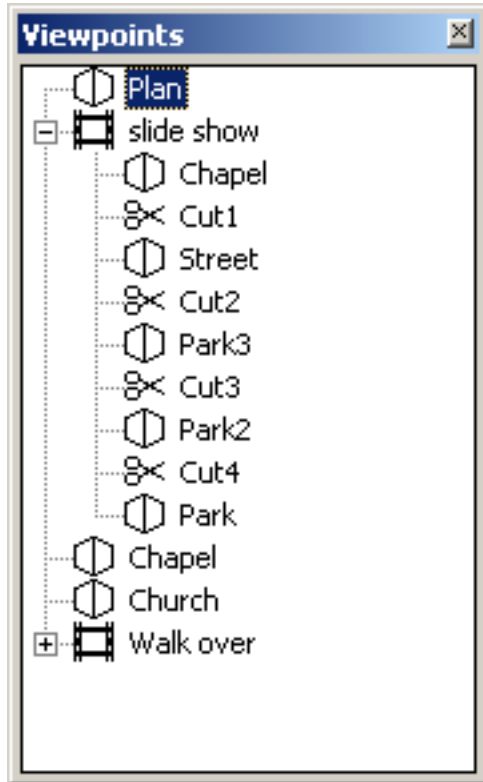 Viewpoints
Plan
slide show
Chapel
Cut1
Street
Cut2
Park3
Cut3
Park2
Cut4
Park
Chapel
Church
Walk over